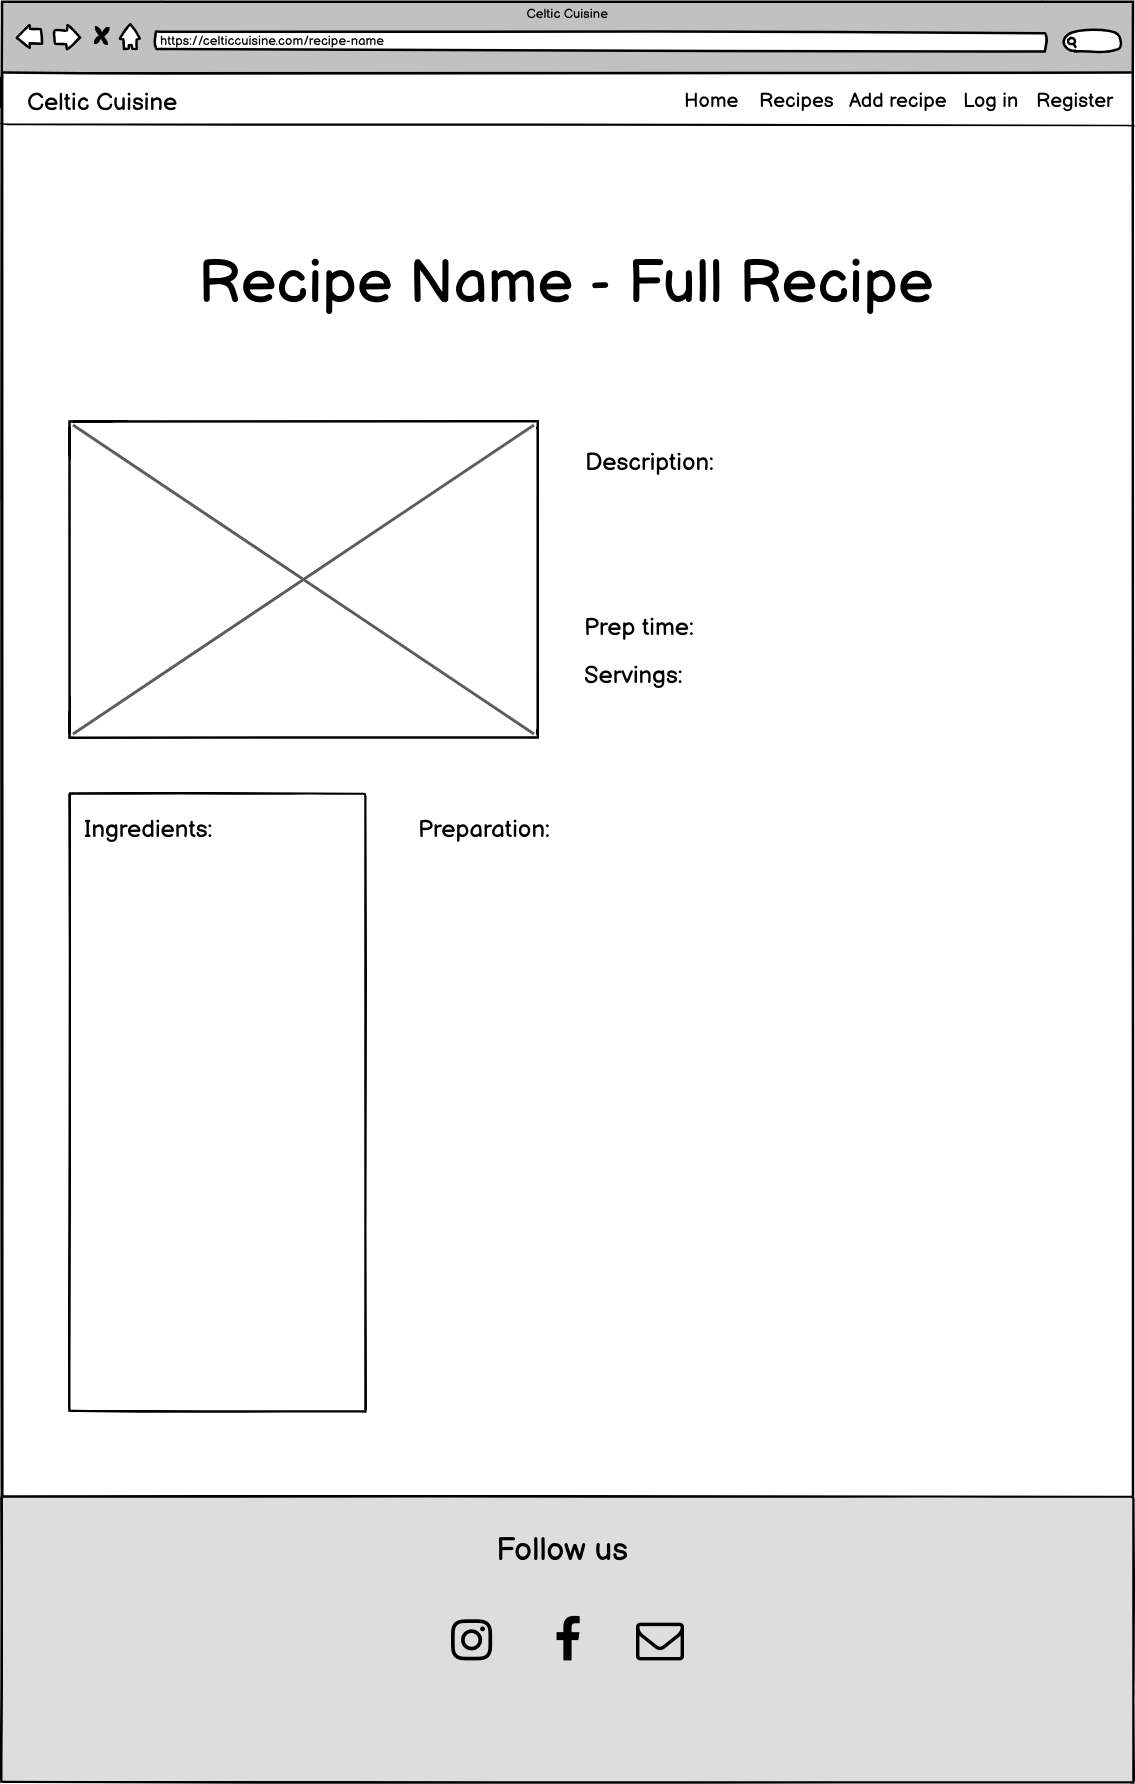 Celtic Cuisine
https://celticcuisine.com/recipe-name
Celtic Cuisine Home Recipes Add recipe Log in Register
Recipe Name - Full Recipe
Description:
Prep time:
Servings:
Ingredients:
Preparation:
Follow us